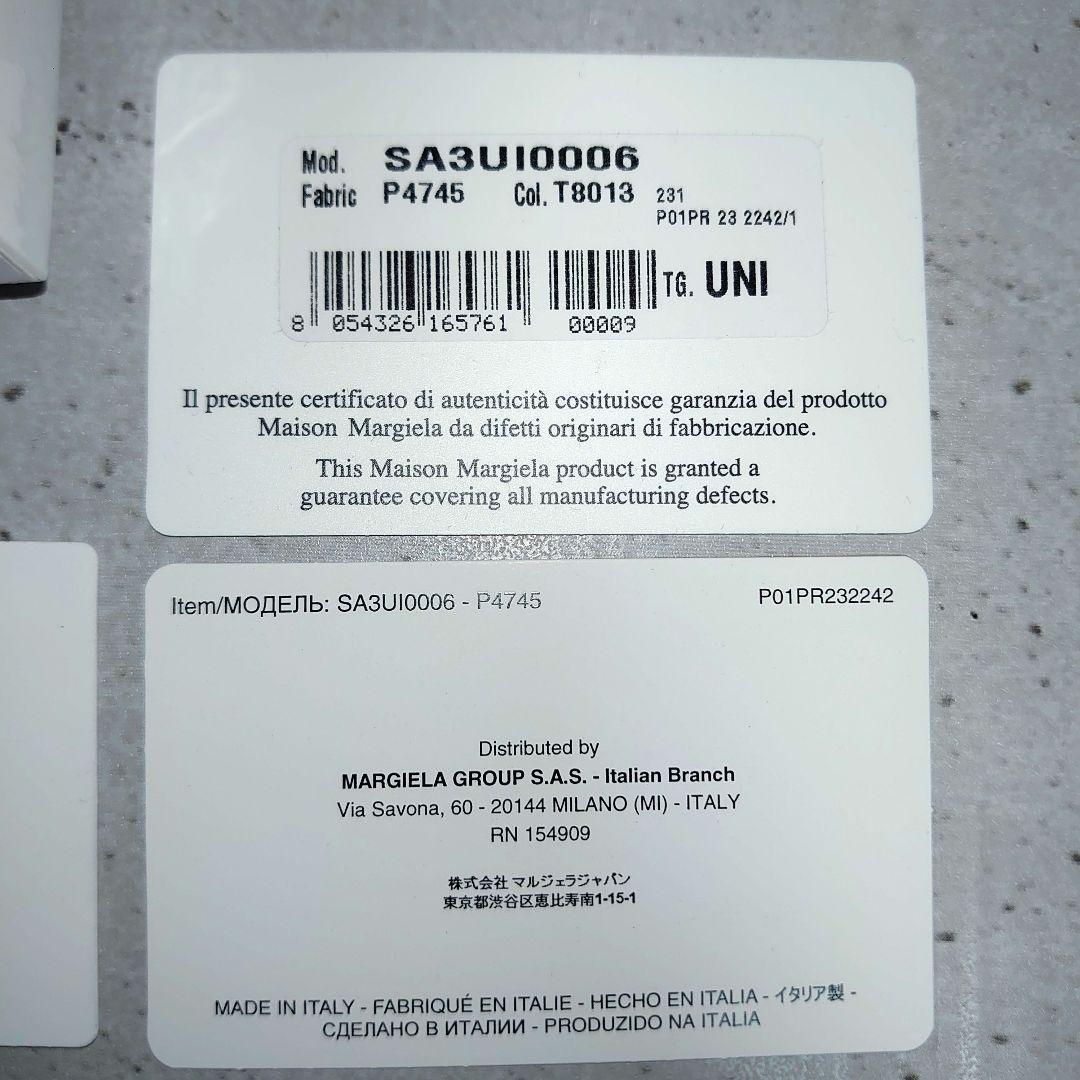 Mod. SA3UI0006
Fabric P4745 Col. T8013 231
P01PR 23 2242/1
TG. UNI
8 054326 165761 00009
Il presente certificato di autenticità costituisce garanzia del prodotto
Maison Margiela da difetti originari di fabbricazione.
This Maison Margiela product is granted a
guarantee covering all manufacturing defects.
Item/МОДЕЛЬ: SA3UI0006 - P4745 P01PR232242
Distributed by
MARGIELA GROUP S.A.S. - Italian Branch
Via Savona, 60 - 20144 MILANO (MI) - ITALY
RN 154909
株式会社 マルジェラジャパン
東京都渋谷区恵比寿南1-15-1
MADE IN ITALY - FABRIQUÉ EN ITALIE - HECHO EN ITALIA - イタリア製 -
СДЕЛАНО В ИТАЛИИ - PRODUZIDO NA ITALIA